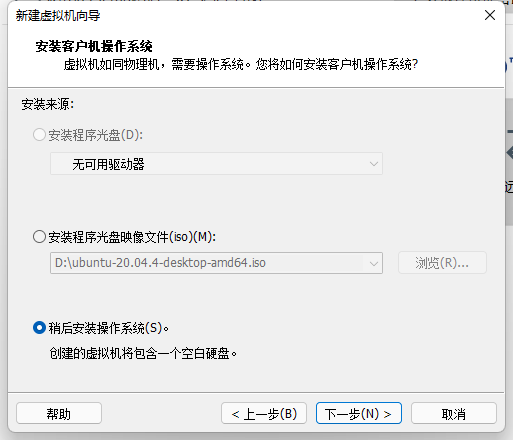 新建虚拟机向导
安装客户机操作系统
虚拟机如同物理机，需要操作系统。您将如何安装客户机操作系统?
安装来源:
安装程序光盘(D):
无可用驱动器
安装程序光盘映像文件(iso)(M):
D:\ubuntu-20.04.4-desktop-amd64.iso
浏览(R)...
稍后安装操作系统(S)。
创建的虚拟机将包含一个空白硬盘。
帮助
< 上一步(B)
下一步(N) >
取消